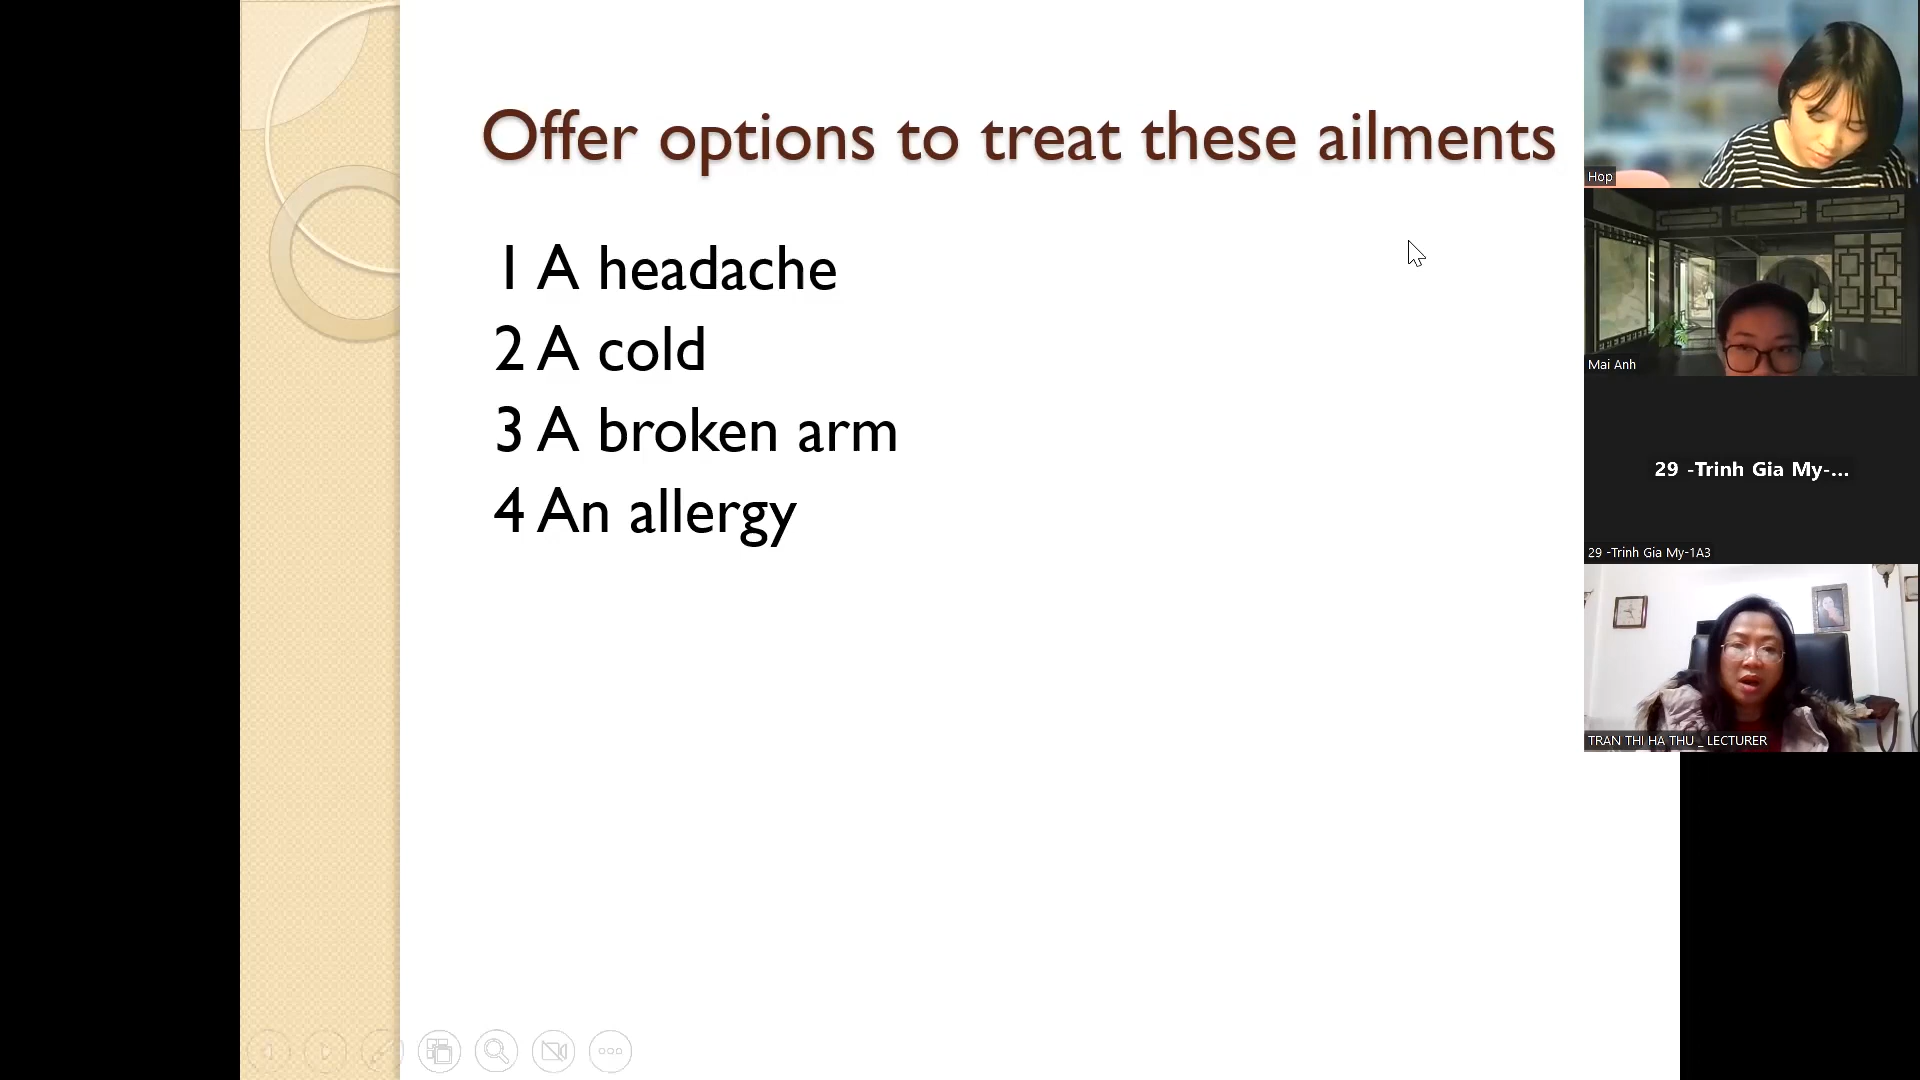 Offer options to treat these ailments
1 A headache
2 A cold
3 A broken arm
4 An allergy
Hop
Mai Anh
29 -Trinh Gia My-...
29 -Trinh Gia My-1A3
TRAN THI HA THU _ LECTURER